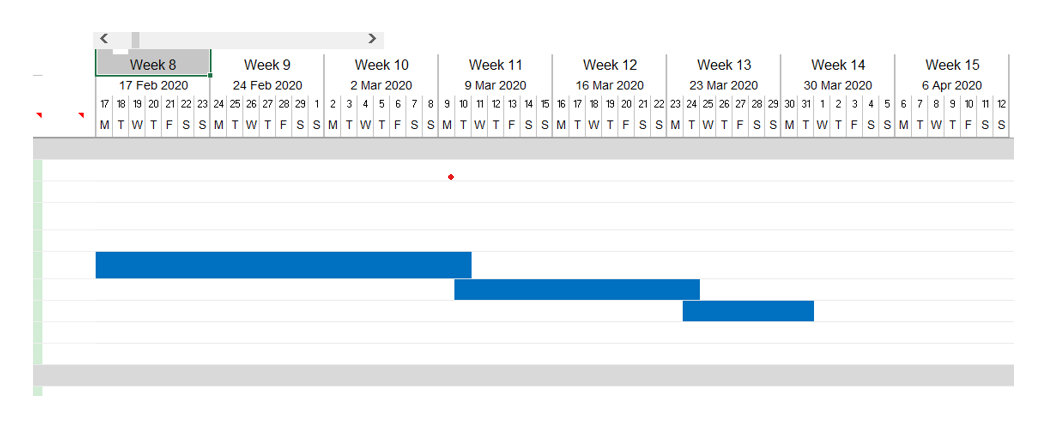 Week 8 Week 9 Week 10 Week 11 Week 12 Week 13 Week 14 Week 15
17 Feb 2020 24 Feb 2020 2 Mar 2020 9 Mar 2020 16 Mar 2020 23 Mar 2020 30 Mar 2020 6 Apr 2020
17 18 19 20 21 22 23 24 25 26 27 28 29 1 2 3 4 5 6 7 8 9 10 11 12 13 14 15 16 17 18 19 20 21 22 23 24 25 26 27 28 29 30 31 1 2 3 4 5 6 7 8 9 10 11 12
M T W T F S S M T W T F S S M T W T F S S M T W T F S S M T W T F S S M T W T F S S M T W T F S S M T W T F S S